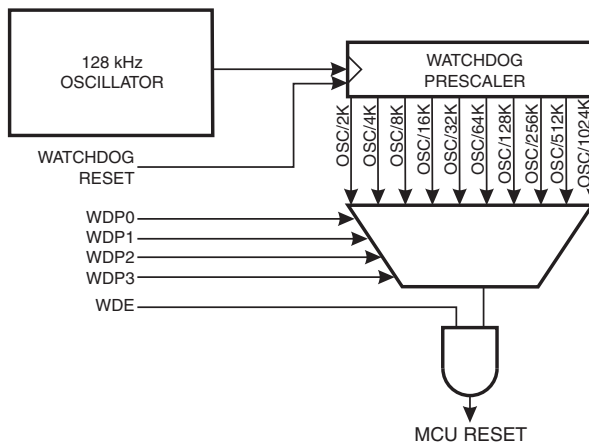 128 kHz
OSCILLATOR
WATCHDOG
PRESCALER
WATCHDOG
RESET
OSC/2K
OSC/4K
OSC/8K
OSC/16K
OSC/32K
OSC/64K
OSC/128K
OSC/256K
OSC/512K
OSC/1024K
WDP0
WDP1
WDP2
WDP3
WDE
MCU RESET